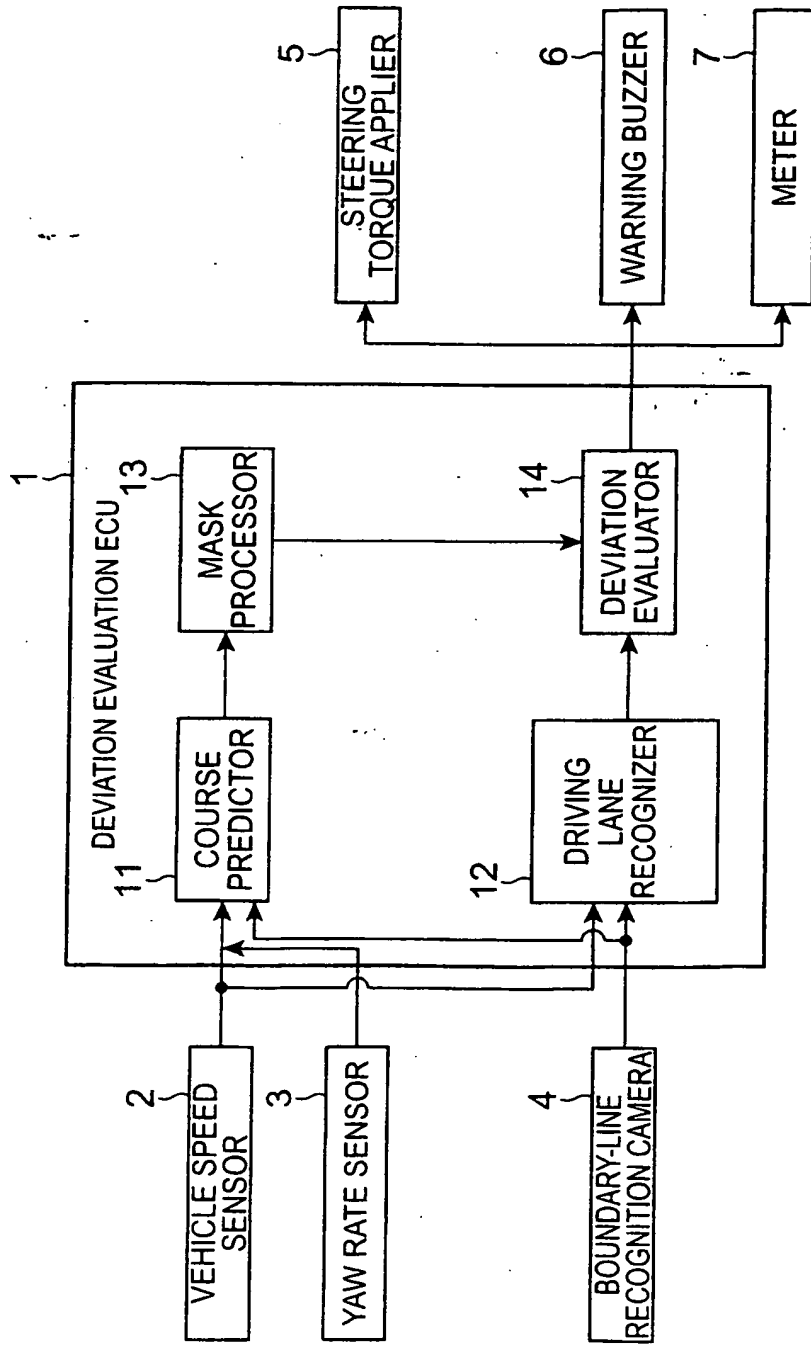 1
DEVIATION EVALUATION ECU
2
VEHICLE SPEED
SENSOR
3
YAW RATE SENSOR
4
BOUNDARY-LINE
RECOGNITION CAMERA
11
COURSE
PREDICTOR
13
MASK
PROCESSOR
12
DRIVING
LANE
RECOGNIZER
14
DEVIATION
EVALUATOR
5
STEERING
TORQUE APPLIER
6
WARNING BUZZER
7
METER